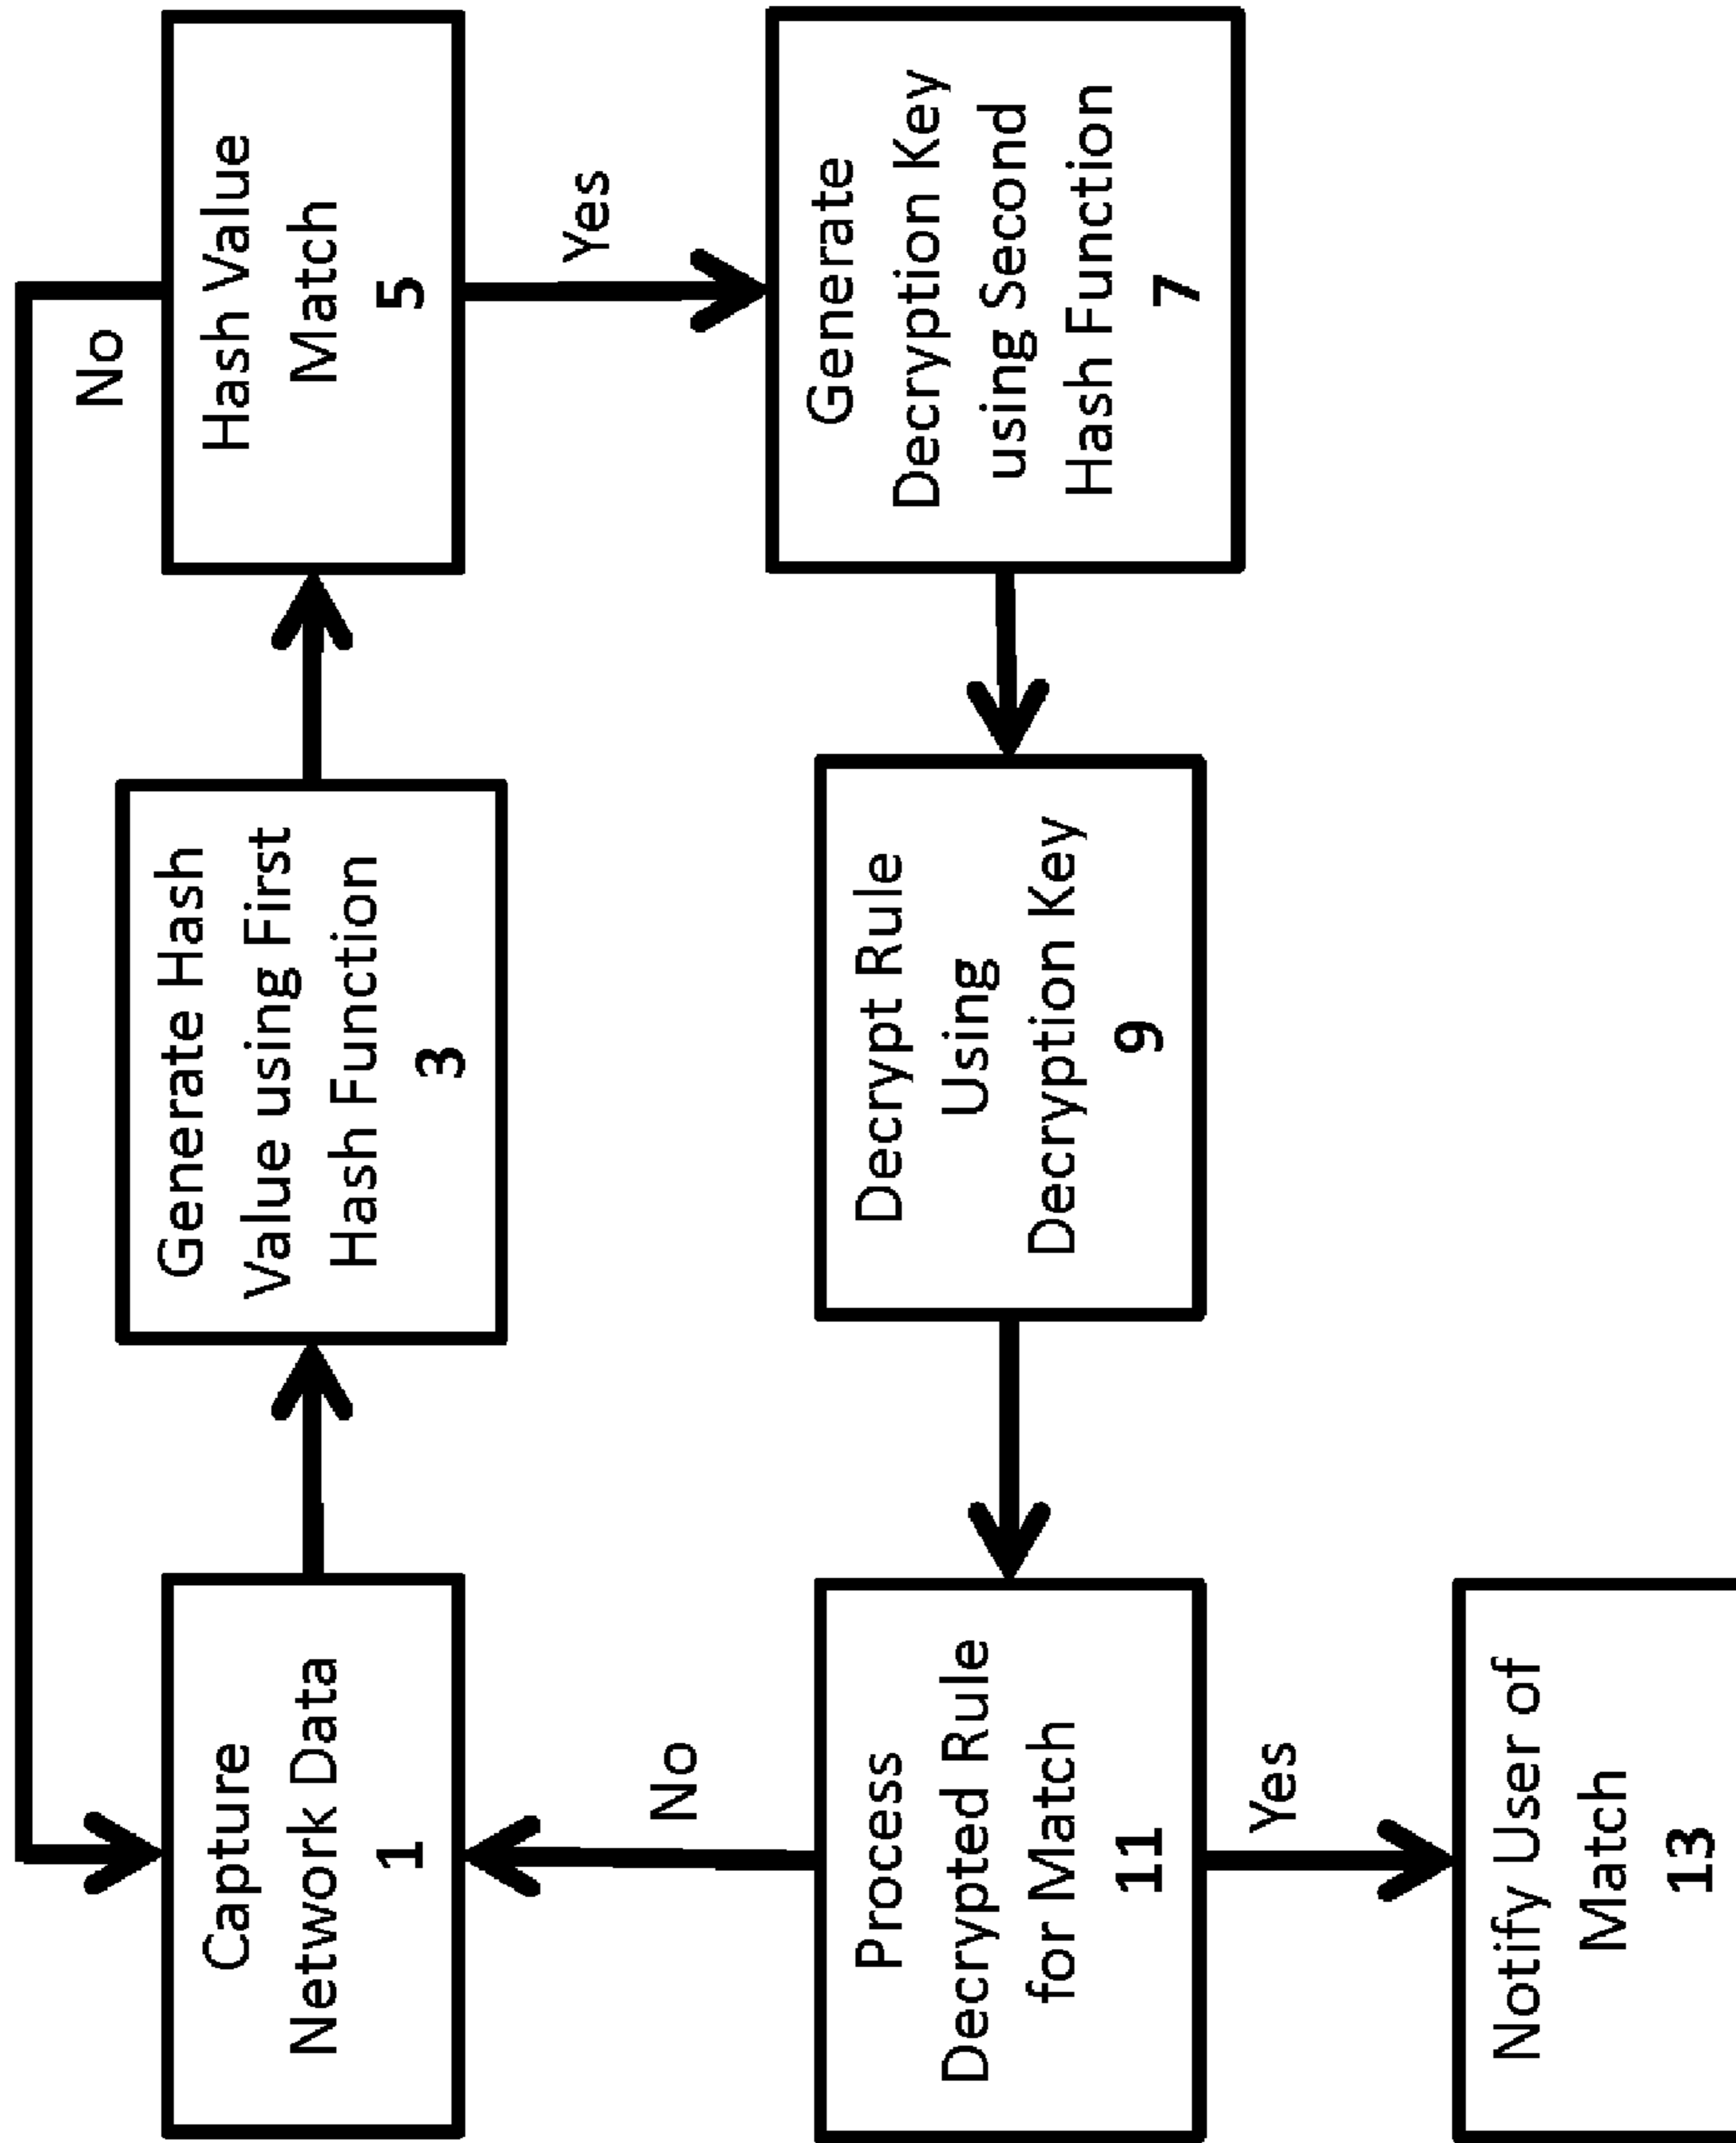 Capture
Network Data
1
Generate Hash
Value using First
Hash Function
3
Hash Value
Match
5
No
Yes
Generate
Decryption Key
using Second
Hash Function
7
Decrypt Rule
Using
Decryption Key
9
Process
Decrypted Rule
for Match
11
No
Yes
Notify User of
Match
13